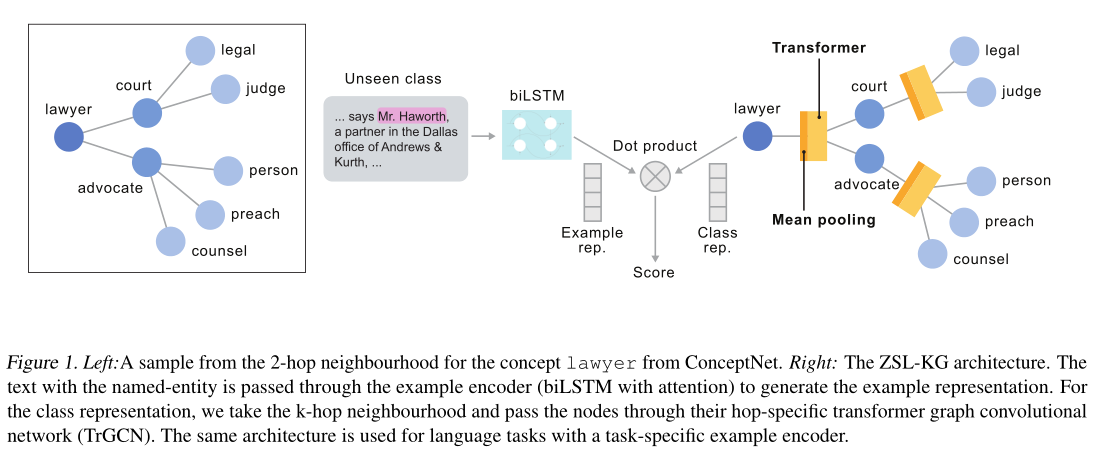 legal
court
judge
lawyer
person
advocate
preach
counsel
Unseen class
... says Mr. Haworth,
a partner in the Dallas
office of Andrews &
Kurth, ...
biLSTM
Dot product
Example
rep.
Class
rep.
Score
Transformer
legal
court
judge
lawyer
advocate
person
Mean pooling
preach
counsel
Figure 1. Left:A sample from the 2-hop neighbourhood for the concept lawyer from ConceptNet. Right: The ZSL-KG architecture. The
text with the named-entity is passed through the example encoder (biLSTM with attention) to generate the example representation. For
the class representation, we take the k-hop neighbourhood and pass the nodes through their hop-specific transformer graph convolutional
network (TrGCN). The same architecture is used for language tasks with a task-specific example encoder.